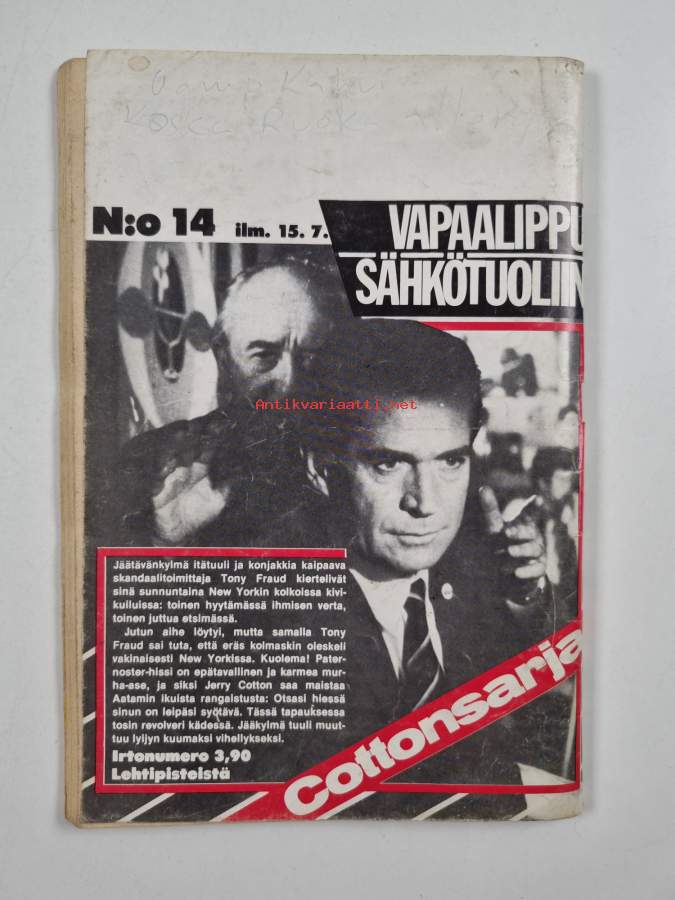 N:o 14 ilm. 15. 7.
VAPAALIPPU
SÄHKÖTUOLIIN
Antikvariaatti.net
Jäätävänkylmä itätuuli ja konjakkia kaipaava
skandaalitoimittaja Tony Fraud kiertelivät
sinä sunnuntaina New Yorkin kolkoissa kivi-
kuiluissa: toinen hyytämässä ihmisen verta,
toinen juttua etsimässä.
Jutun aihe löytyi, mutta samalla Tony
Fraud sai tuta, että eräs kolmaskin oleskeli
vakinaisesti New Yorkissa. Kuolema! Pater-
noster-hissi on epätavallinen ja karmea mur-
ha-ase, ja siksi Jerry Cotton saa maistaa
Aatamin ikuista rangaistusta: Otsasi hiessä
sinun on leipäsi syötävä. Tässä tapauksessa
tosin revolveri kädessä. Jääkylmä tuuli muut-
tuu lyijyn kuumaksi vihellykseksi.
Irtonumero 3,90
Lehtipisteistä
Cottonsarja